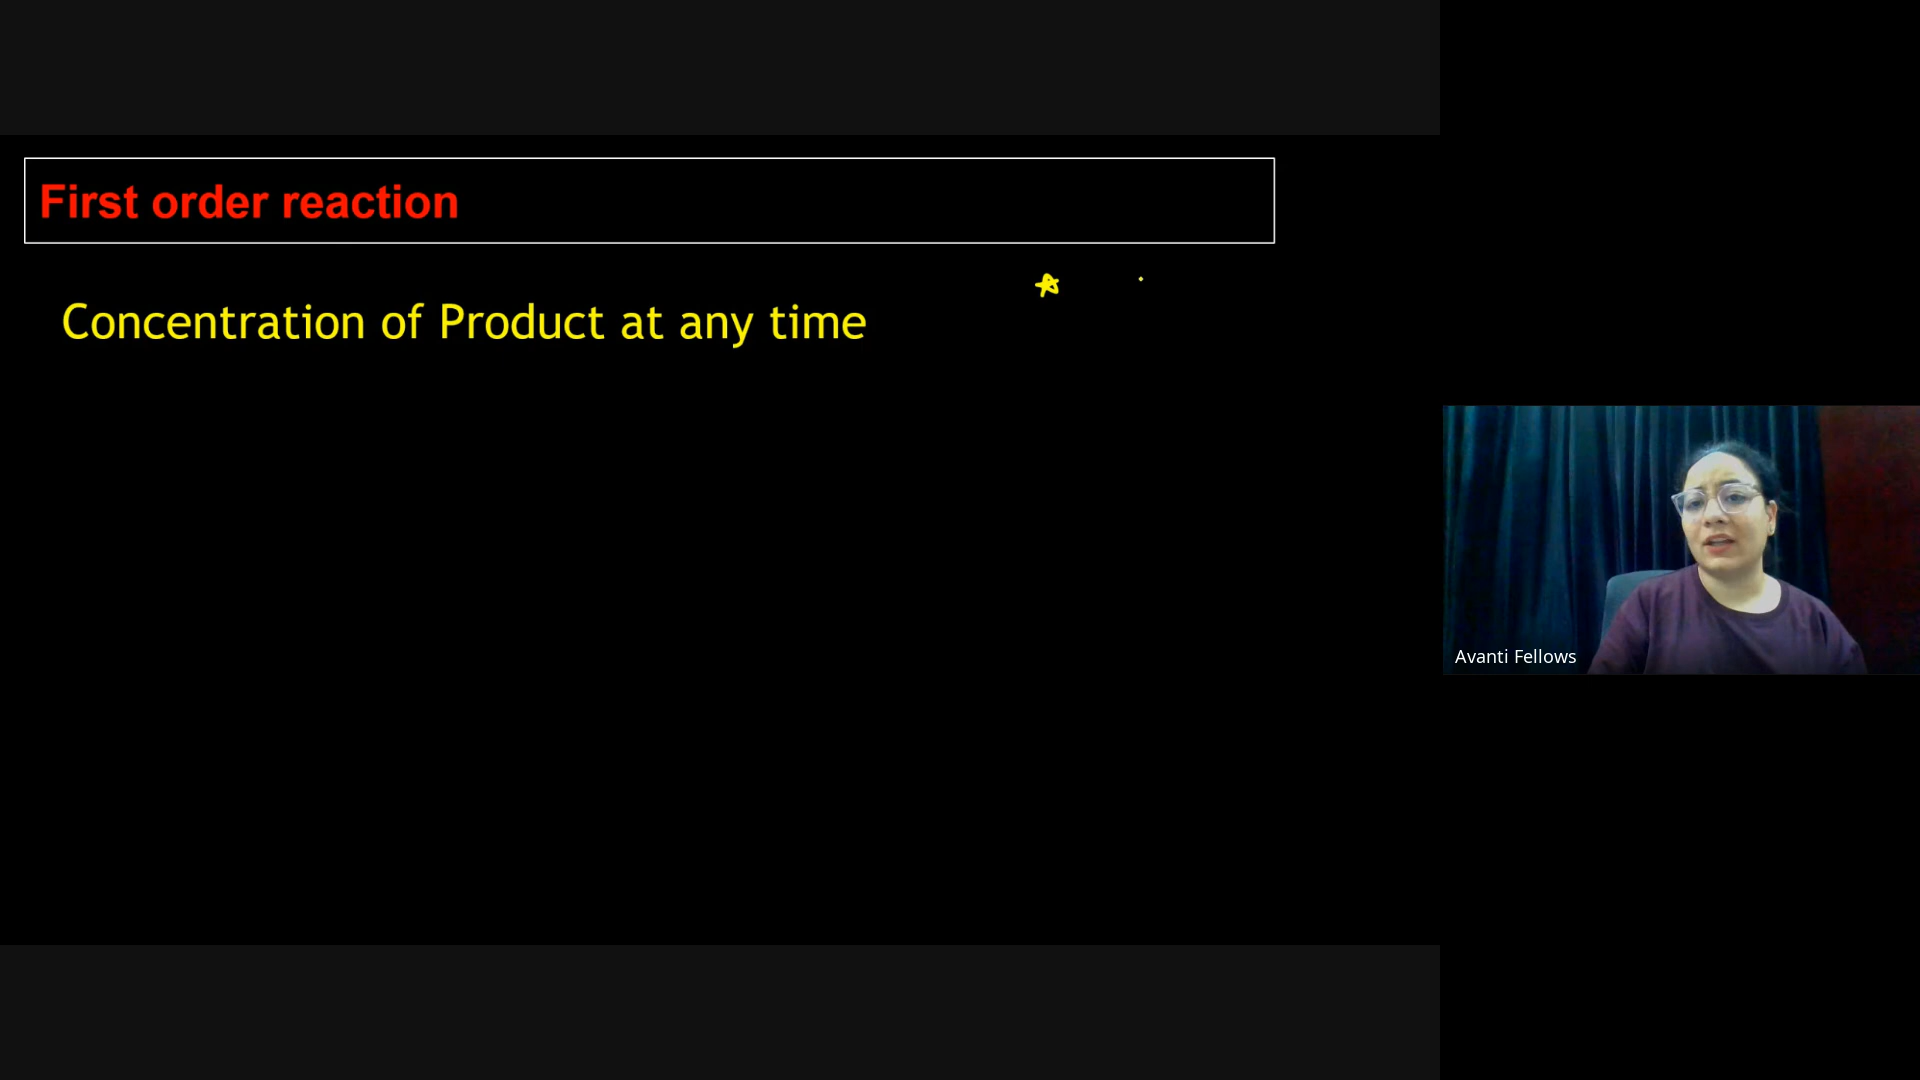 First order reaction
Concentration of Product at any time
Avanti Fellows